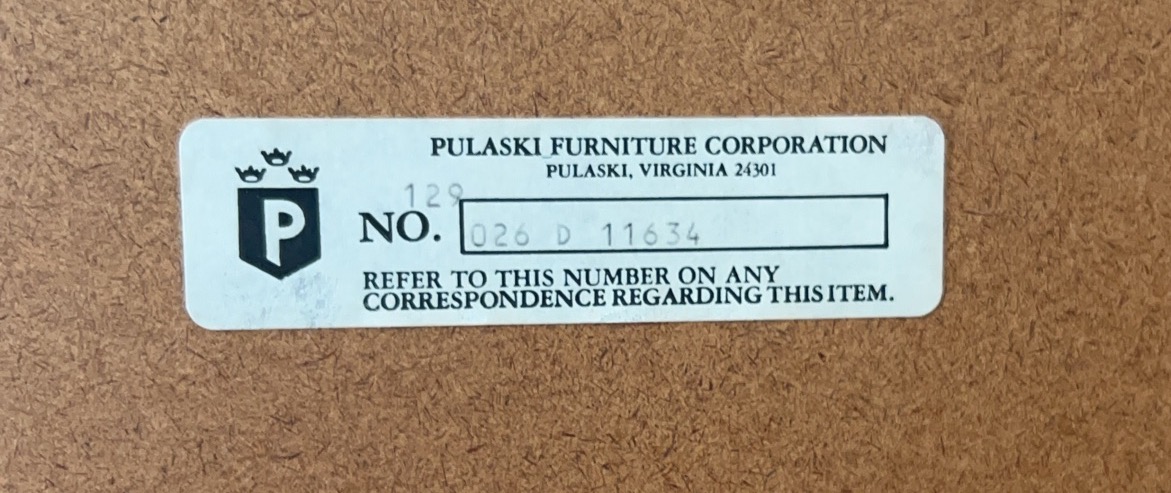 P
PULASKI FURNITURE CORPORATION
PULASKI, VIRGINIA 24301
129
NO. 026 D 11634
REFER TO THIS NUMBER ON ANY
CORRESPONDENCE REGARDING THIS ITEM.